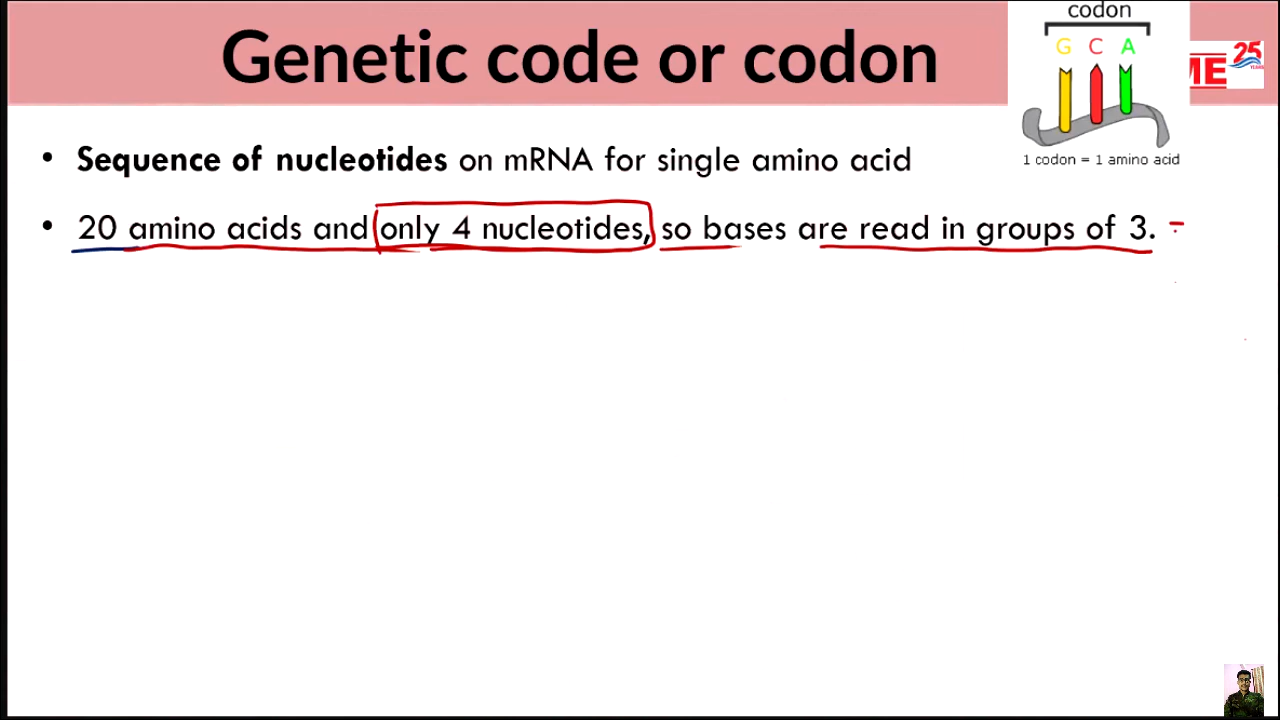 Genetic code or codon
codon
G C A
1 codon = 1 amino acid
ME 25
YEARS
• Sequence of nucleotides on mRNA for single amino acid
• 20 amino acids and only 4 nucleotides, so bases are read in groups of 3.